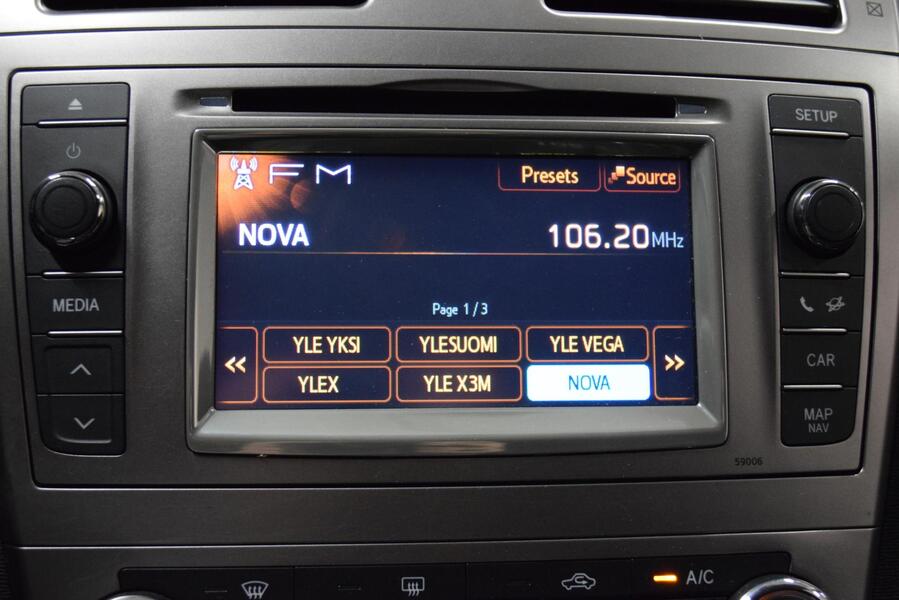 FM
Presets
Source
NOVA
106.20MHz
Page 1/3
<<
YLE YKSI
YLESUOMI
YLE VEGA
>>
YLEX
YLE X3M
NOVA
MEDIA
SETUP
CAR
MAP
NAV
59006
A/C